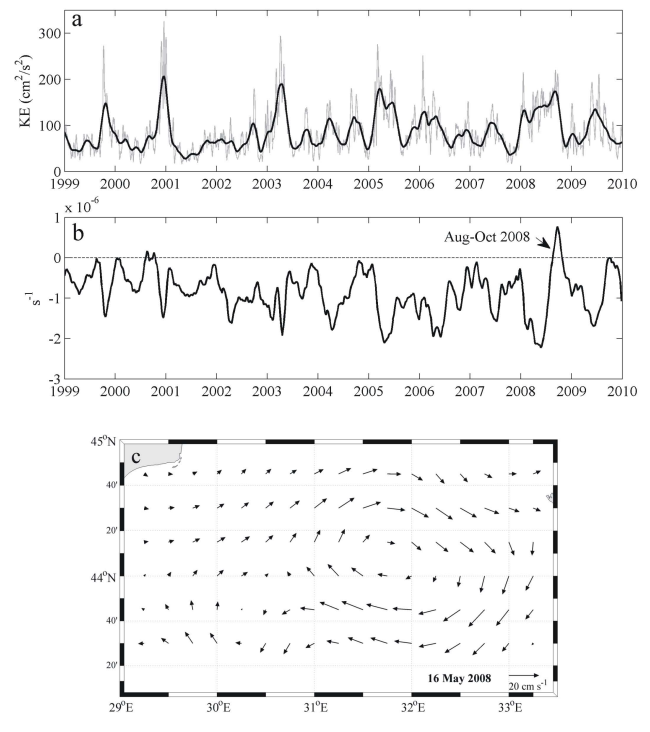 a
KE (cm²/s²)
300
200
100
0
1999 2000 2001 2002 2003 2004 2005 2006 2007 2008 2009 2010
x 10⁻⁶
b
Aug-Oct 2008
1
0
-1
-2
-3
s⁻¹
1999 2000 2001 2002 2003 2004 2005 2006 2007 2008 2009 2010
45°N
c
40'
20'
44°N
40'
20'
16 May 2008
20 cm s⁻¹
29°E 30°E 31°E 32°E 33°E